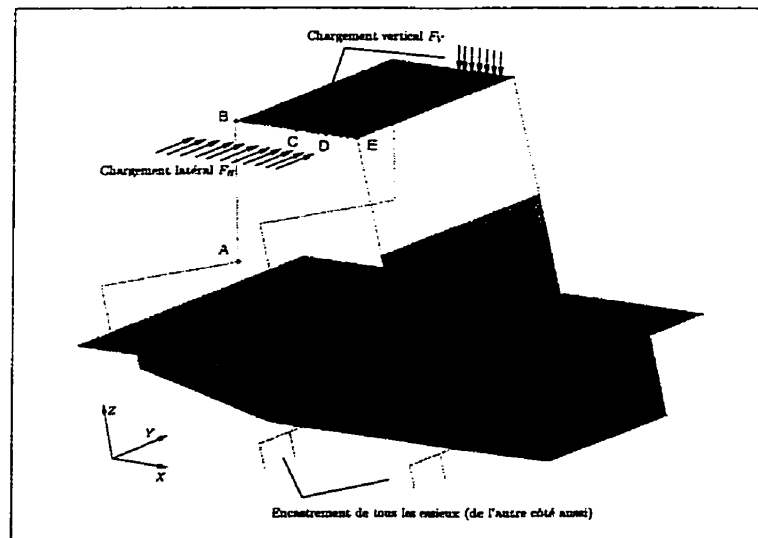 Chargement vertical F_V
B
C
D
E
Chargement latéral F_H
A
Z
Y
X
Encastrement de tous les essieux (de l'autre côté aussi)